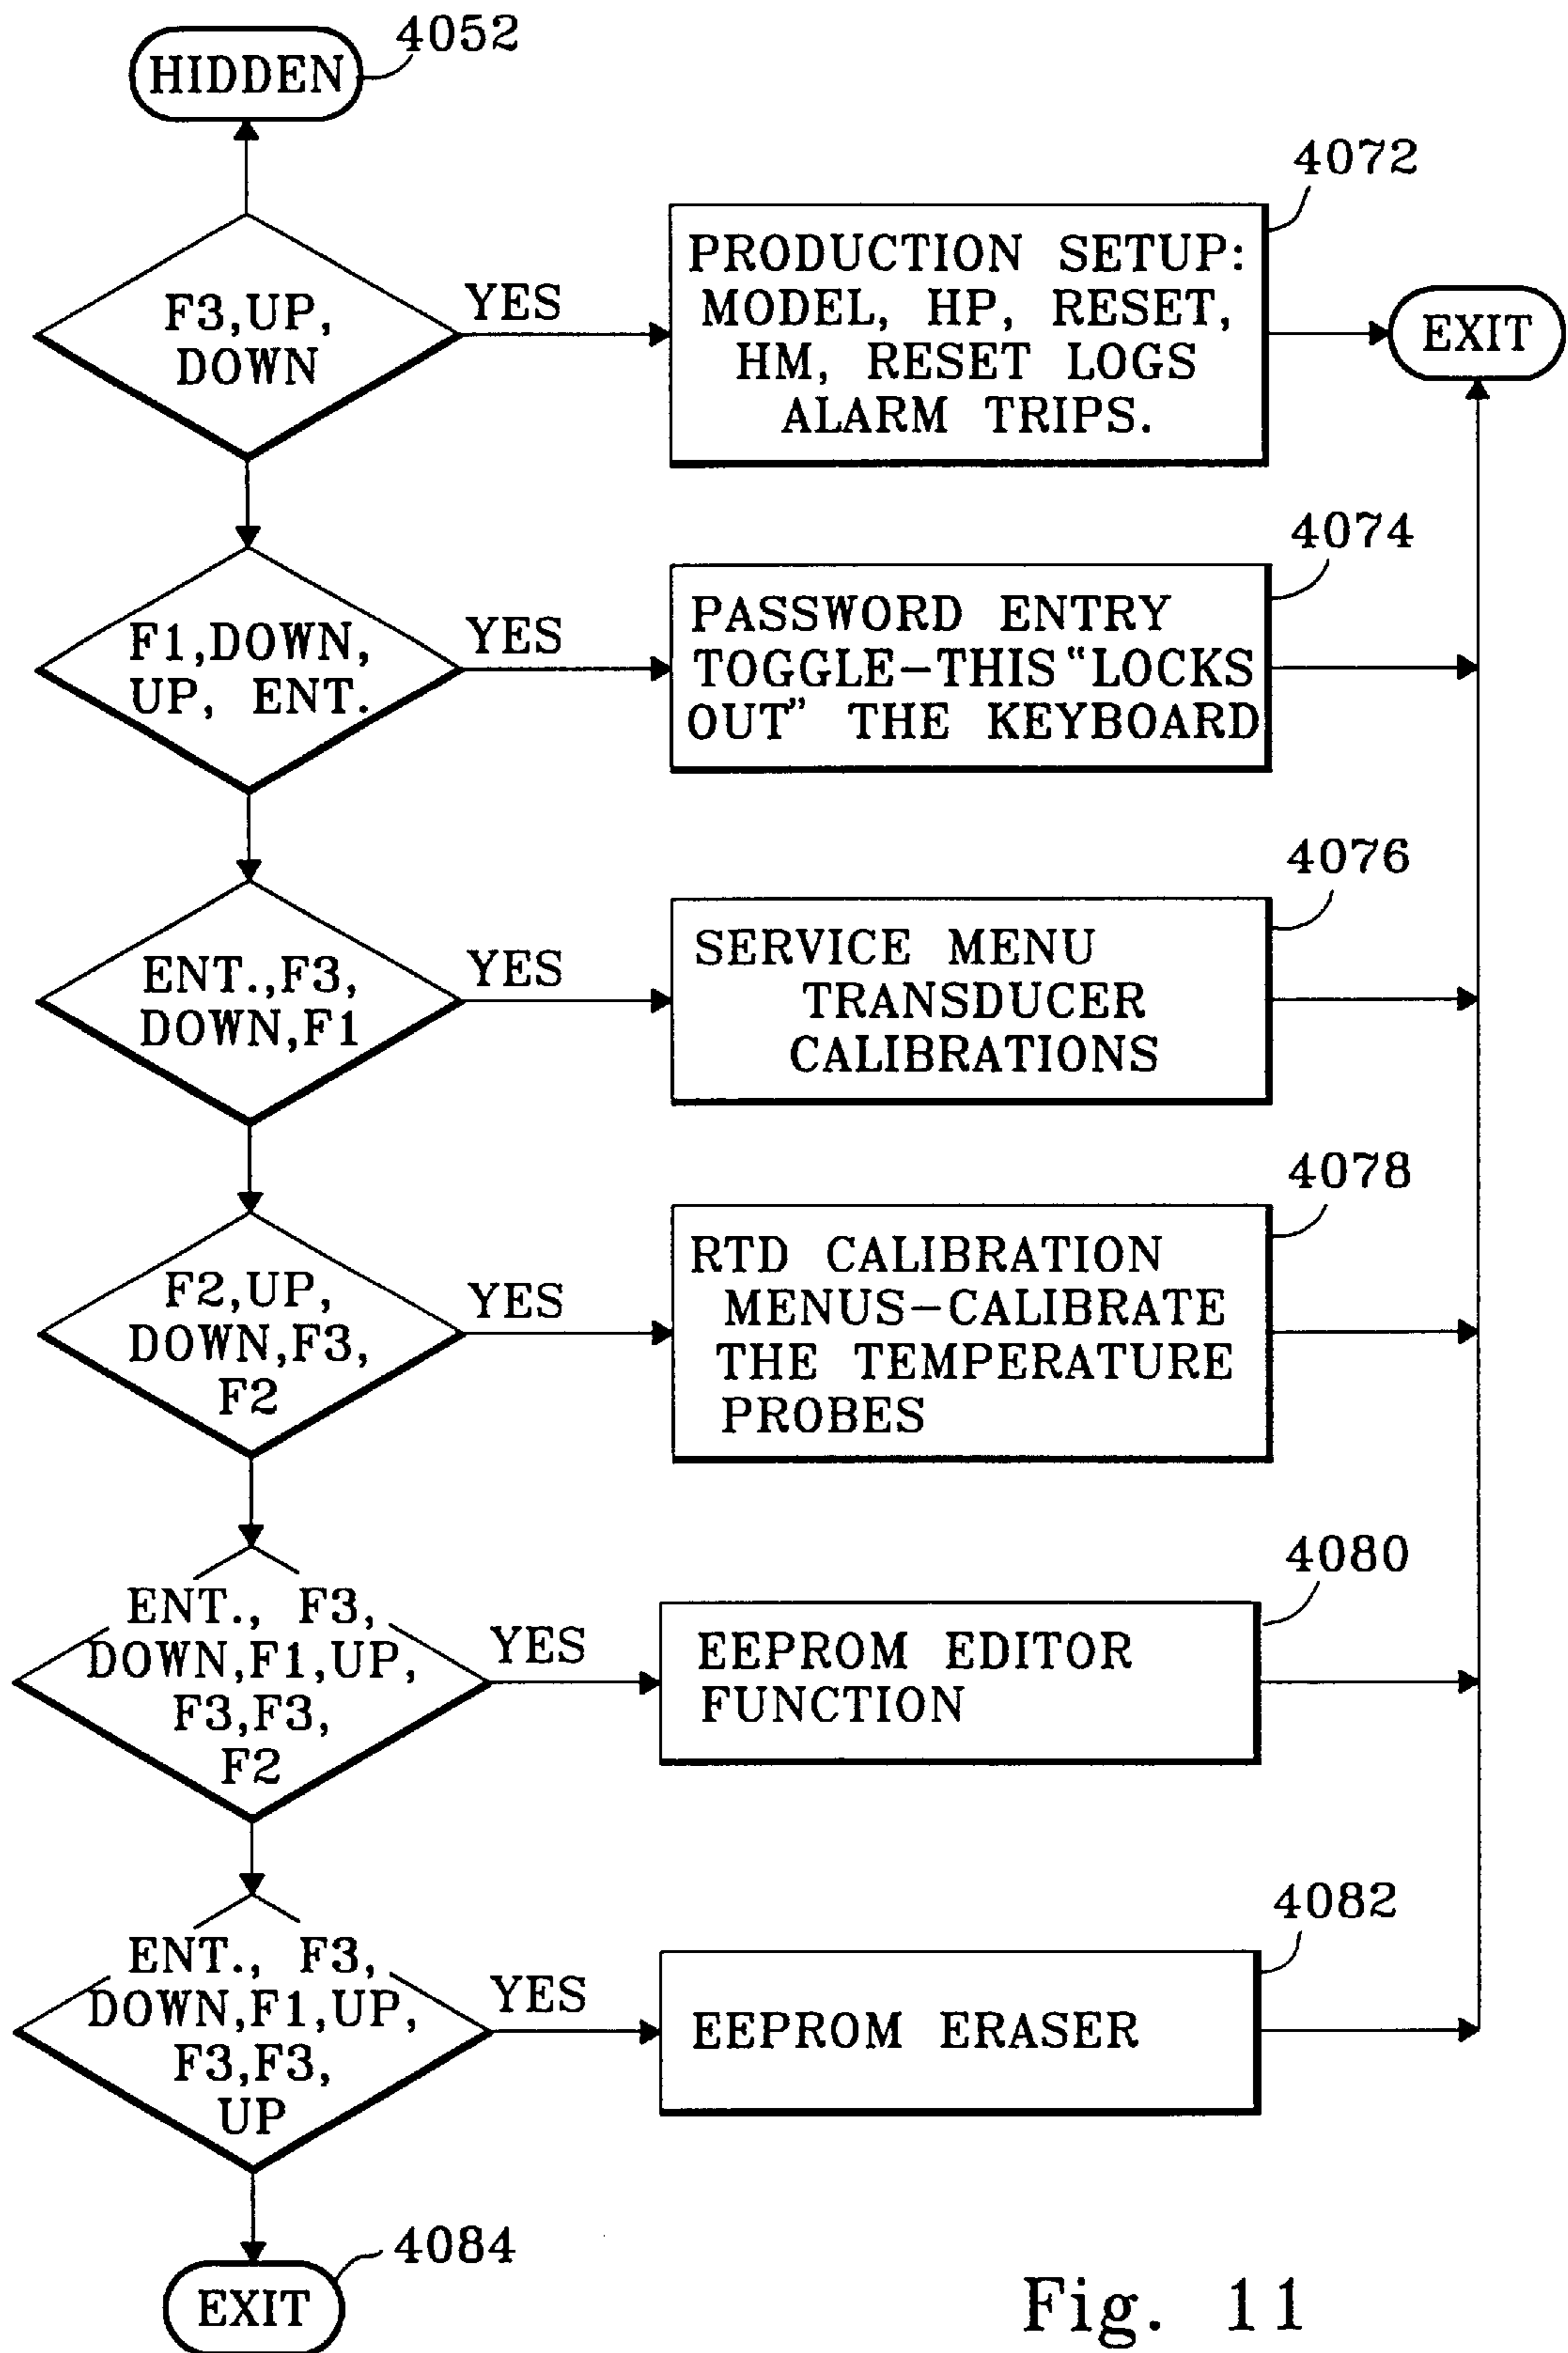 HIDDEN
4052
F3,UP,
DOWN
YES
PRODUCTION SETUP:
MODEL, HP, RESET,
HM, RESET LOGS
ALARM TRIPS.
4072
EXIT
F1,DOWN,
UP, ENT.
YES
PASSWORD ENTRY
TOGGLE-THIS "LOCKS
OUT" THE KEYBOARD
4074
ENT.,F3,
DOWN,F1
YES
SERVICE MENU
TRANSDUCER
CALIBRATIONS
4076
F2,UP,
DOWN,F3,
F2
YES
RTD CALIBRATION
MENUS-CALIBRATE
THE TEMPERATURE
PROBES
4078
ENT., F3,
DOWN,F1,UP,
F3,F3,
F2
YES
EEPROM EDITOR
FUNCTION
4080
ENT., F3,
DOWN,F1,UP,
F3,F3,
UP
YES
EEPROM ERASER
4082
EXIT
4084
Fig. 11